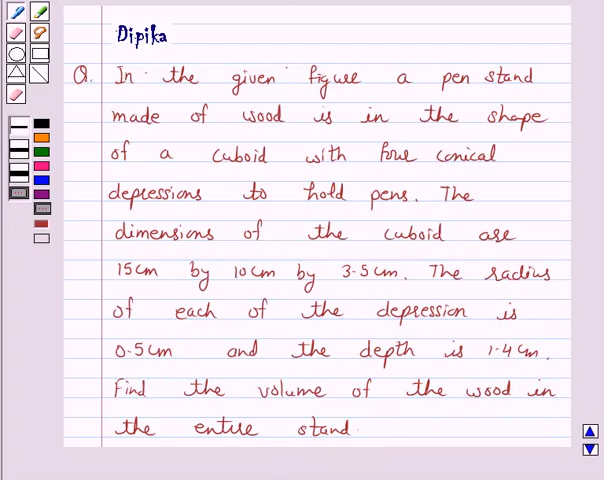 Dipika
Q. In the given figure a pen stand
made of wood is in the shape
of a cuboid with four conical
depressions to hold pens. The
dimensions of the cuboid are
15cm by 10cm by 3.5cm. The radius
of each of the depression is
0.5cm and the depth is 1.4cm.
Find the volume of the wood in
the entire stand.